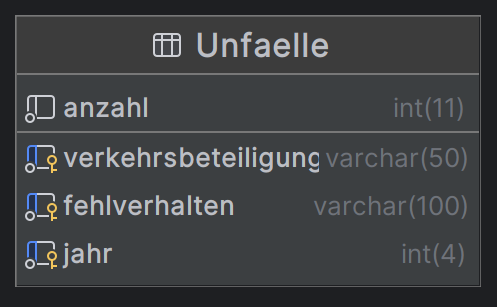 Unfaelle
anzahl int(11)
verkehrsbeteiligung varchar(50)
fehlverhalten varchar(100)
jahr int(4)